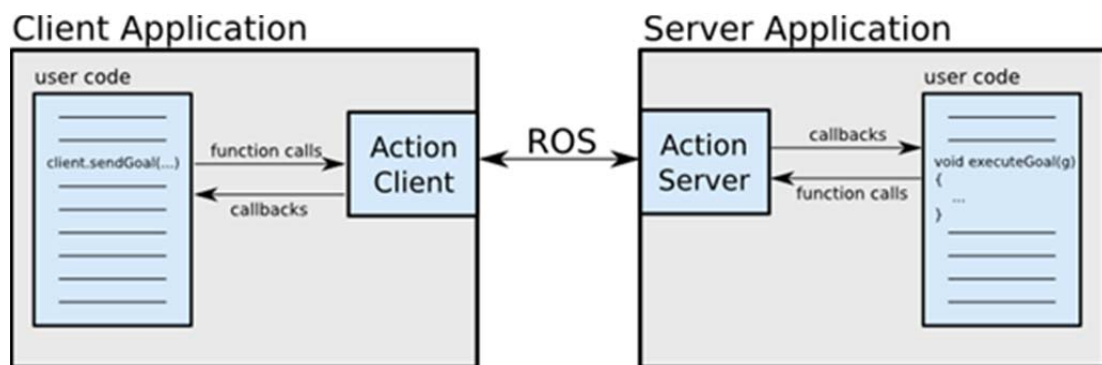 Client Application
user code
client.sendGoal(...)
function calls
callbacks
Action
Client
ROS
Server Application
Action
Server
callbacks
function calls
user code
void executeGoal(g)
{
...
}